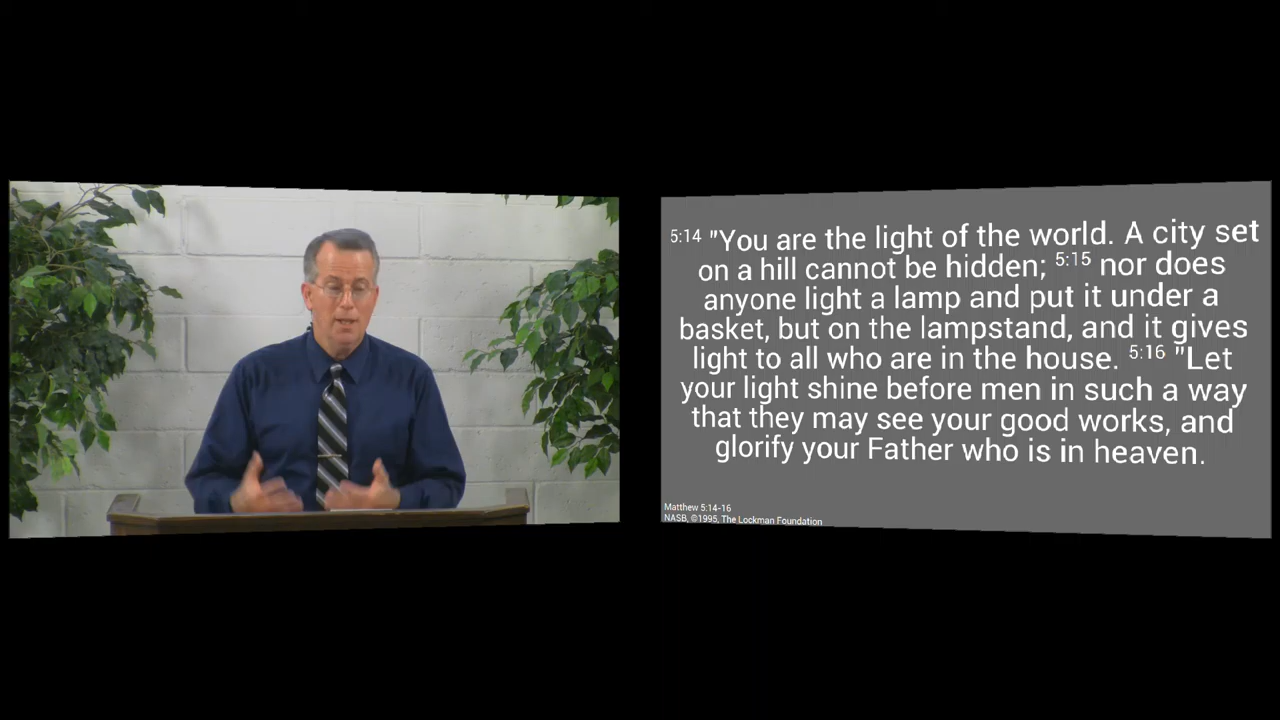 5:14 "You are the light of the world. A city set
on a hill cannot be hidden; 5:15 nor does
anyone light a lamp and put it under a
basket, but on the lampstand, and it gives
light to all who are in the house. 5:16 "Let
your light shine before men in such a way
that they may see your good works, and
glorify your Father who is in heaven.
Matthew 5:14-16
NASB, ©1995, The Lockman Foundation